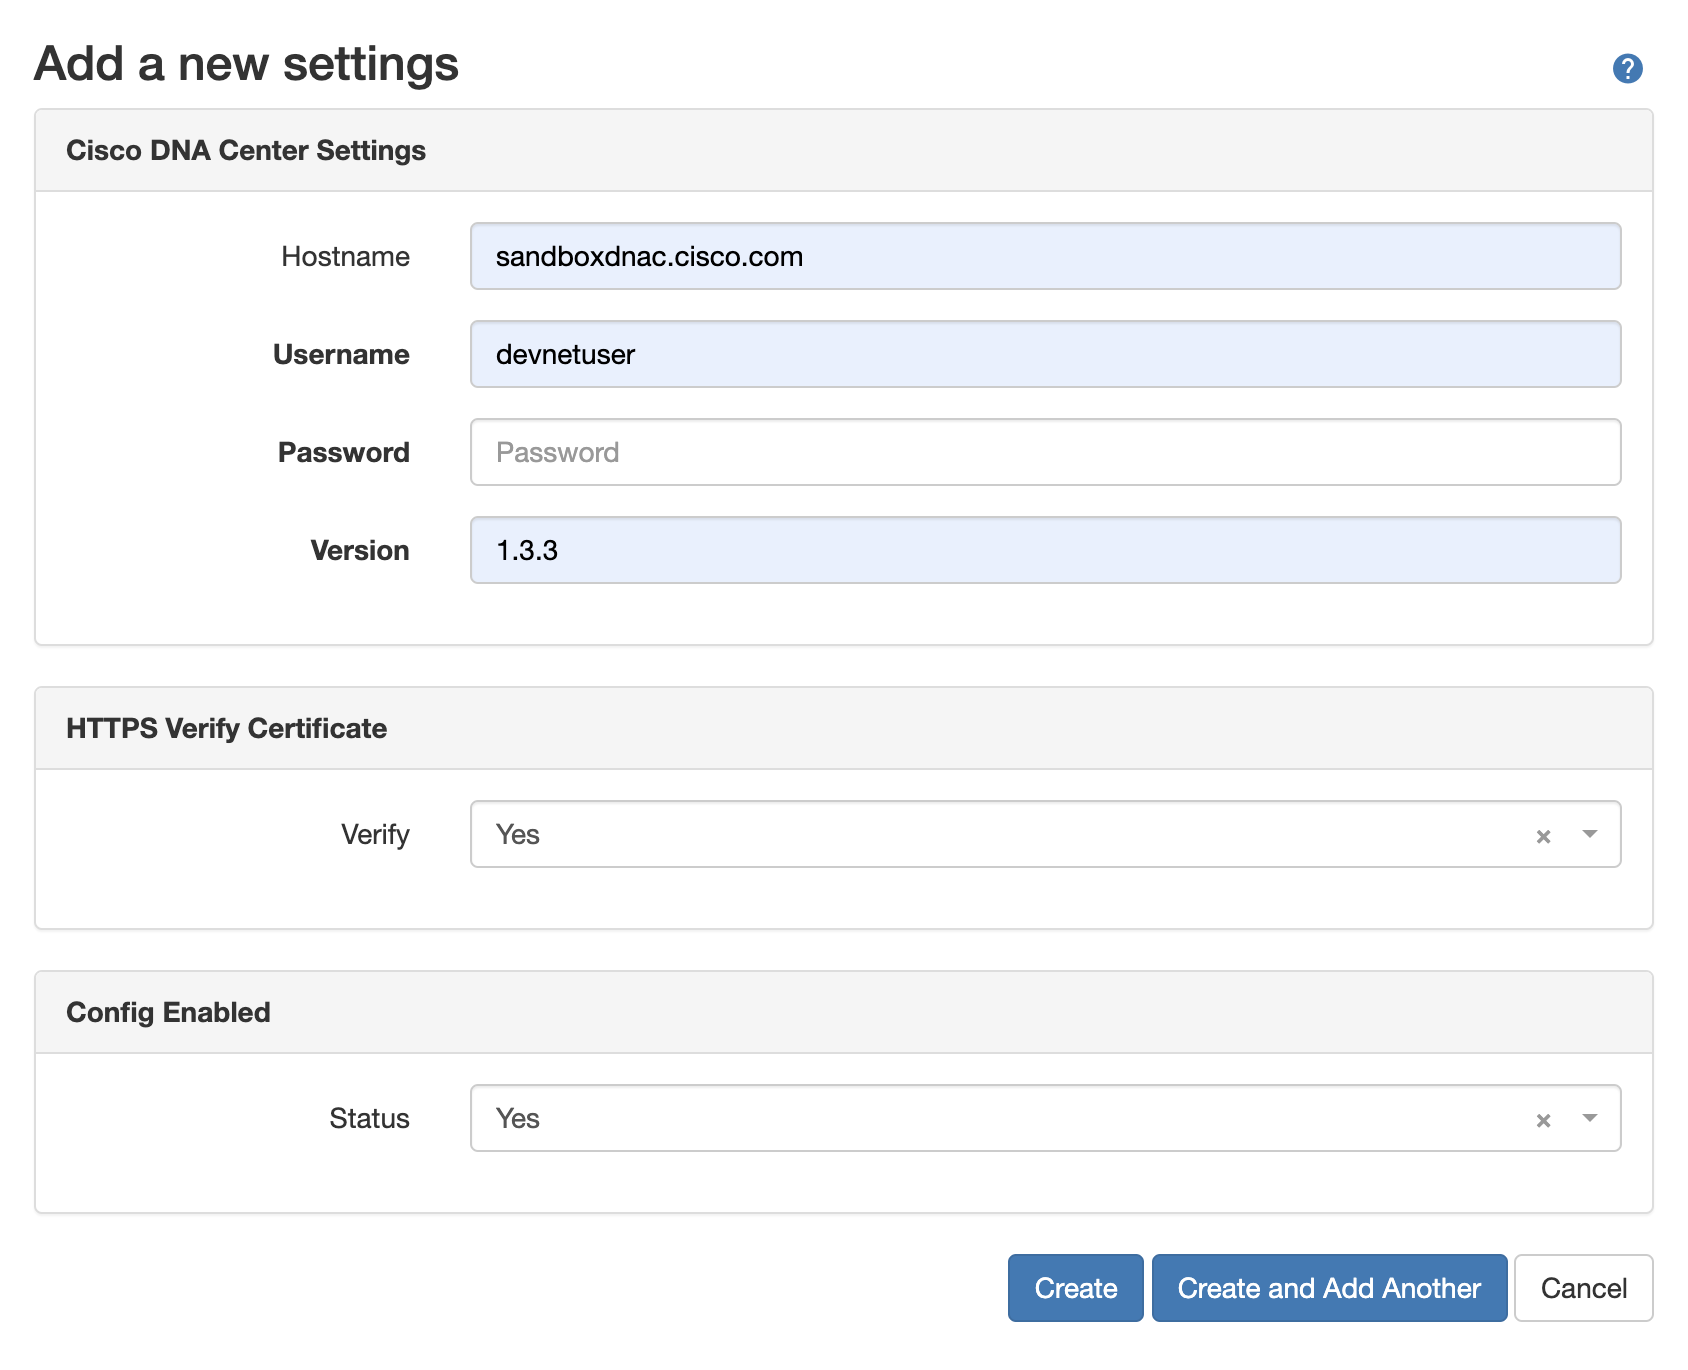 Add a new settings
?
Cisco DNA Center Settings
Hostname sandboxdnac.cisco.com
Username devnetuser
Password Password
Version 1.3.3
HTTPS Verify Certificate
Verify Yes × 
Config Enabled
Status Yes ×
Create Create and Add Another Cancel